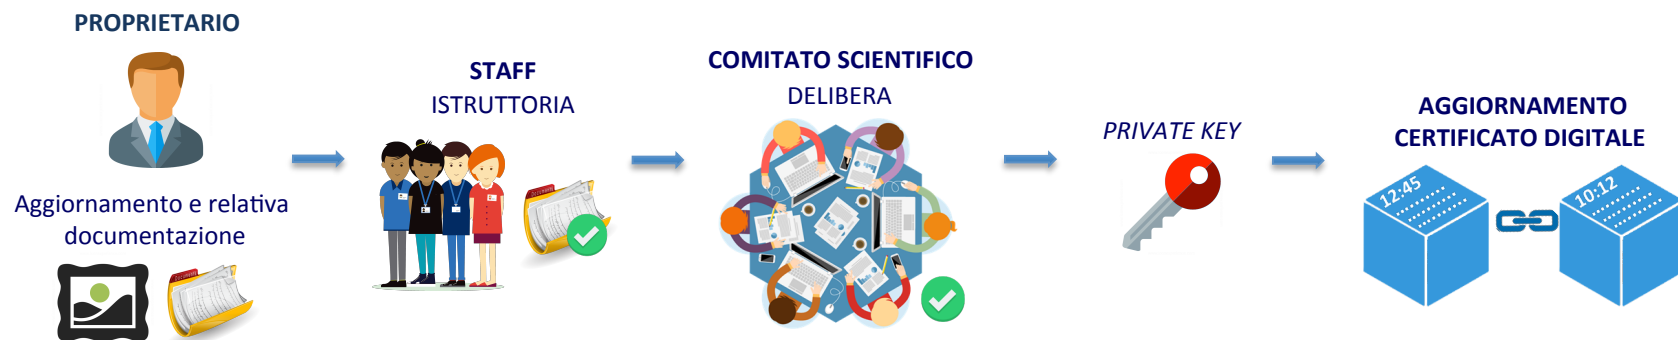 PROPRIETARIO
Aggiornamento e relativa
documentazione
STAFF
ISTRUTTORIA
COMITATO SCIENTIFICO
DELIBERA
PRIVATE KEY
AGGIORNAMENTO
CERTIFICATO DIGITALE
12:45
10:12